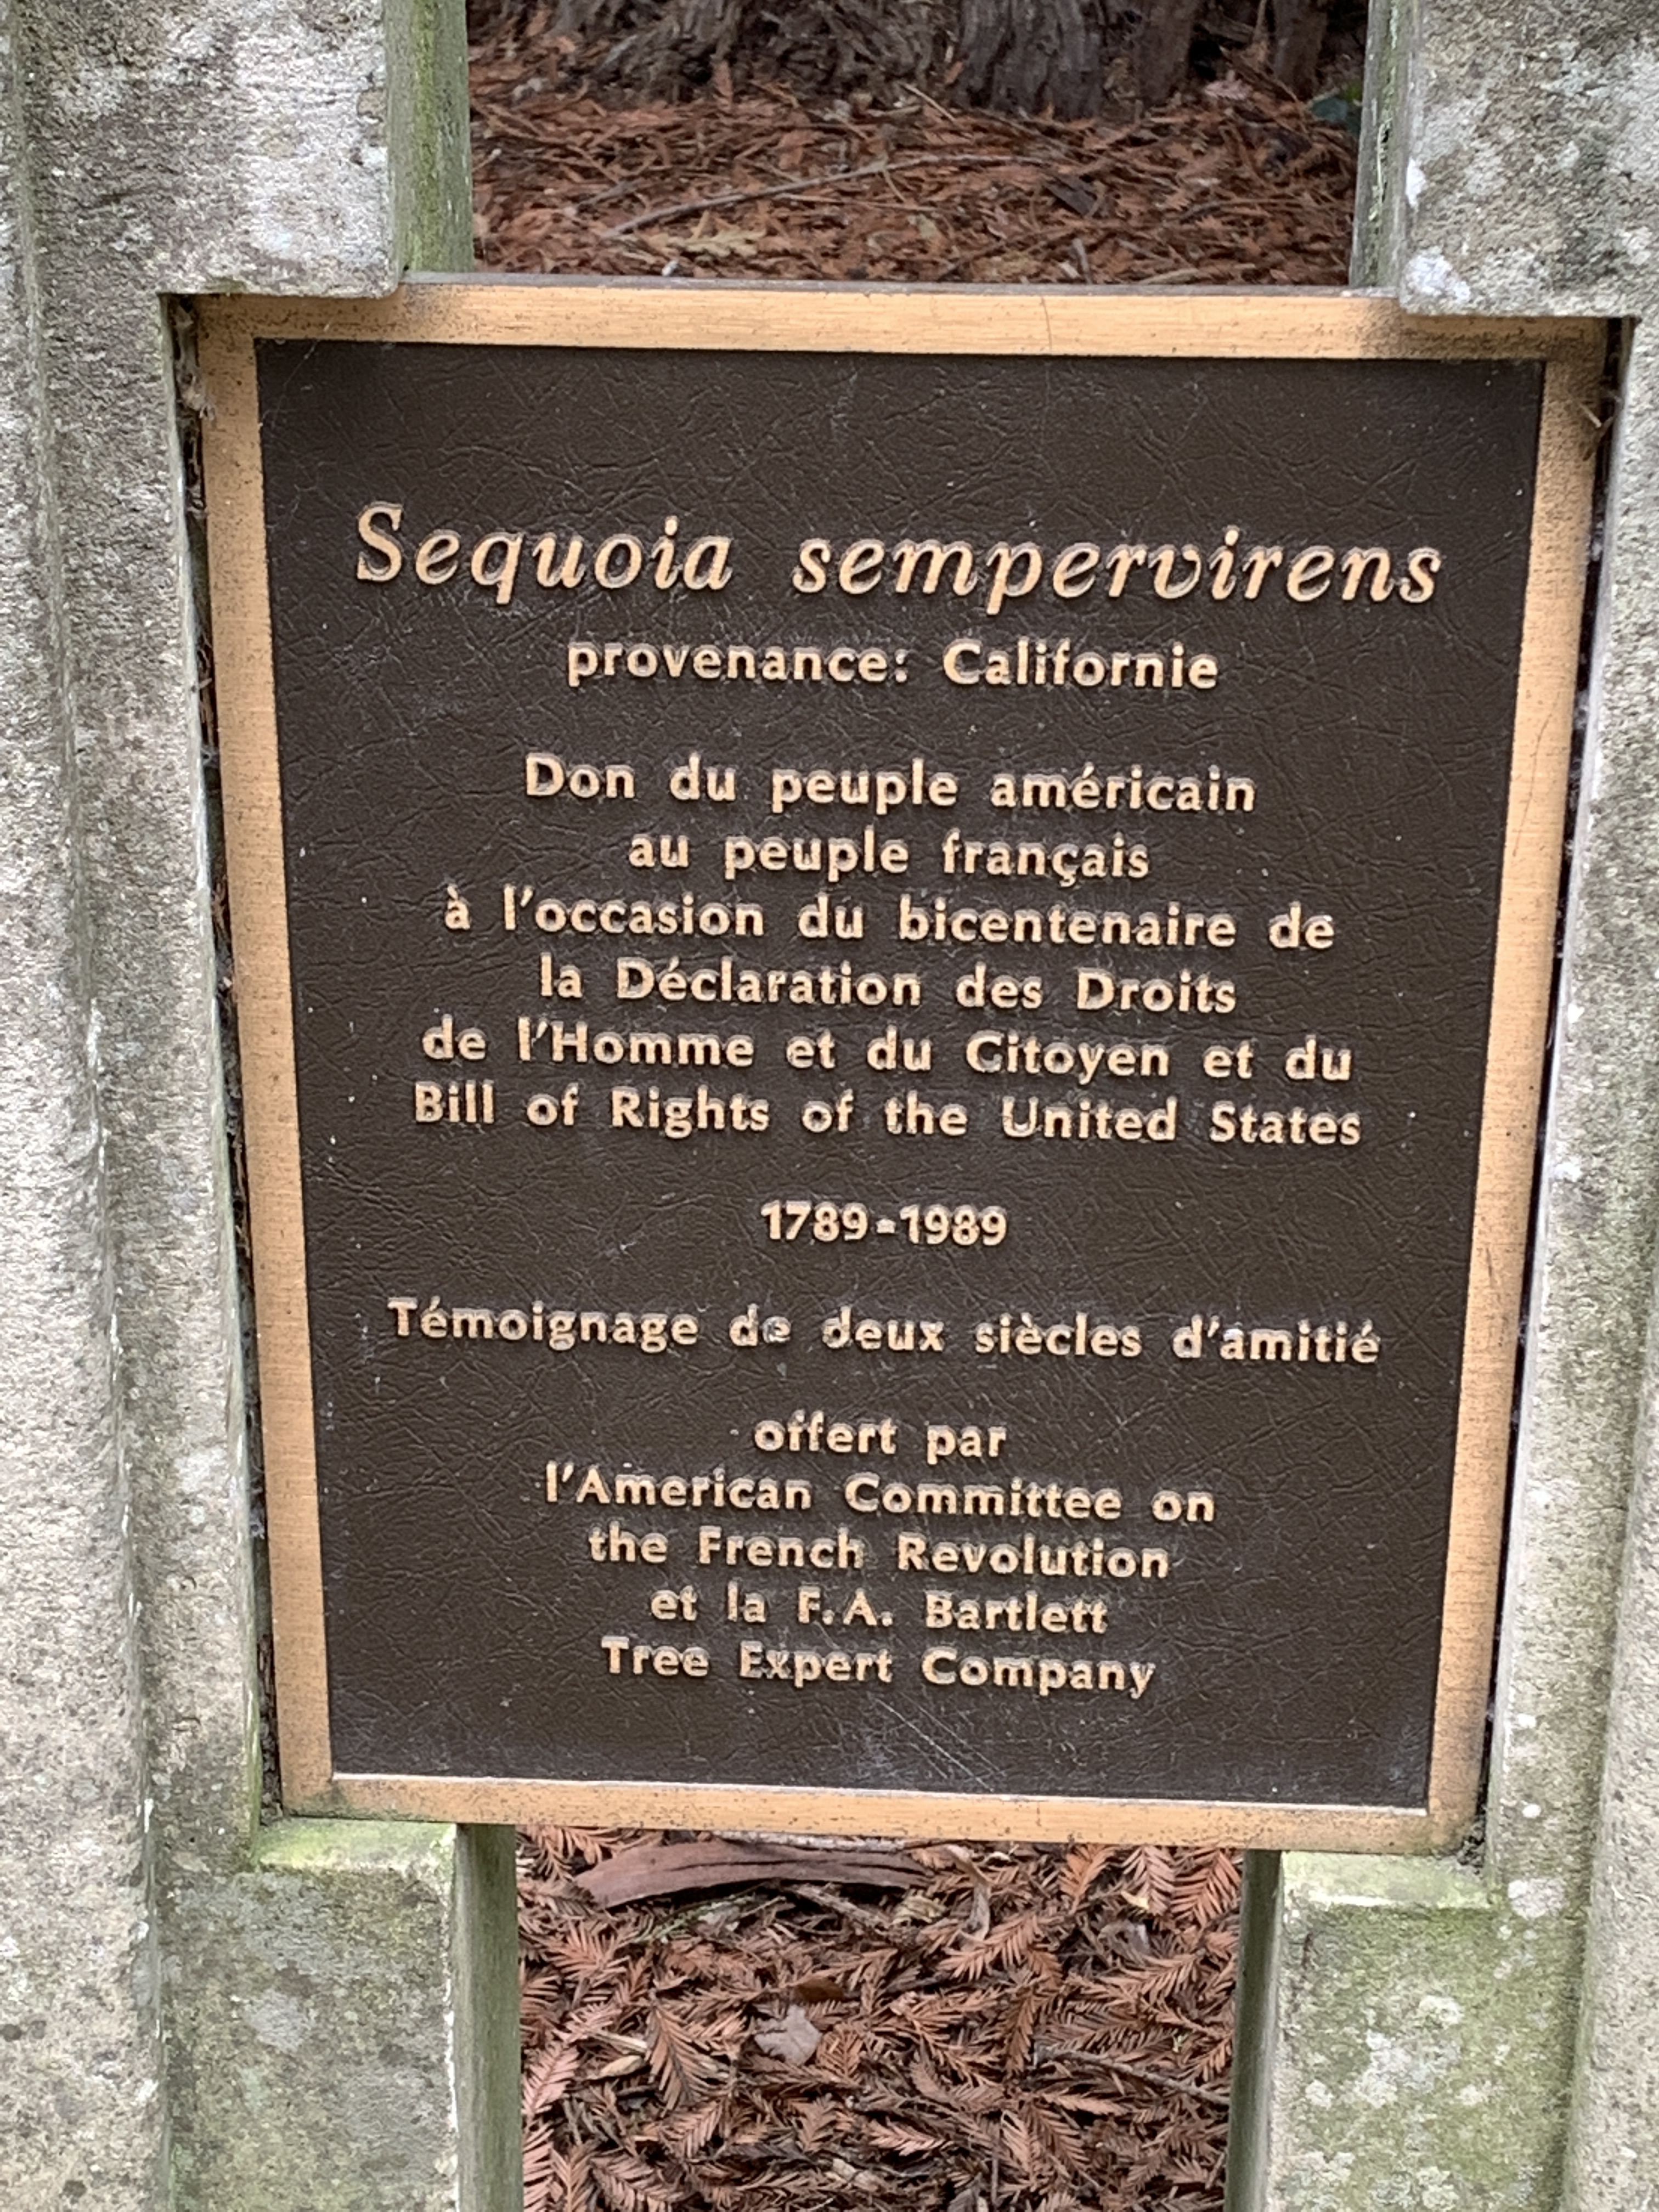 Sequoia sempervirens
provenance: Californie
Don du peuple américain
au peuple français
à l'occasion du bicentenaire de
la Déclaration des Droits
de l'Homme et du Citoyen et du
Bill of Rights of the United States
1789-1989
Témoignage de deux siècles d'amitié
offert par
l'American Committee on
the French Revolution
et la F.A. Bartlett
Tree Expert Company